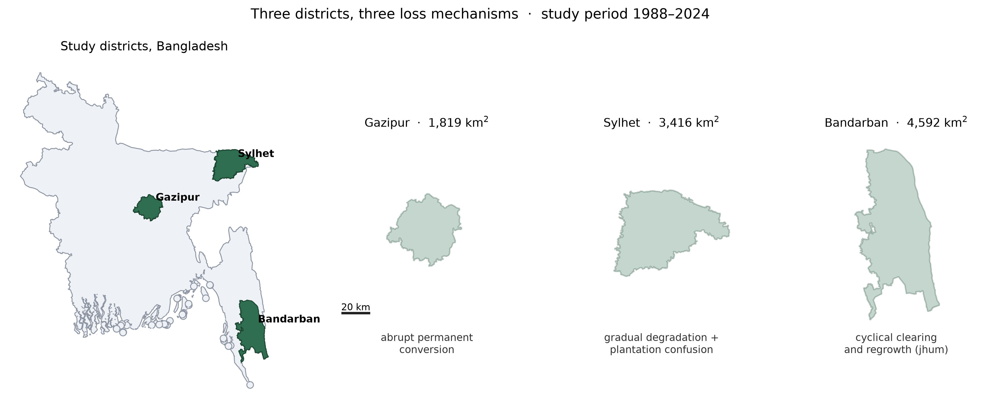 Three districts, three loss mechanisms · study period 1988–2024
Study districts, Bangladesh
Sylhet
Gazipur
Bandarban
Gazipur · 1,819 km²
Sylhet · 3,416 km²
Bandarban · 4,592 km²
20 km
abrupt permanent
conversion
gradual degradation +
plantation confusion
cyclical clearing
and regrowth (jhum)